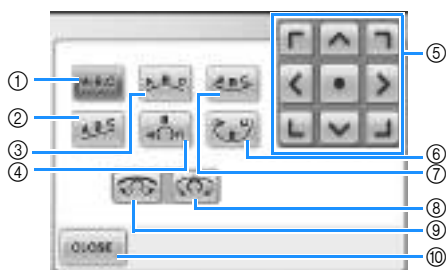 ① A B C
③ A B C
⑦ A B C
② A B C
④
⑤
⑥
⑧
⑨
CLOSE
⑩